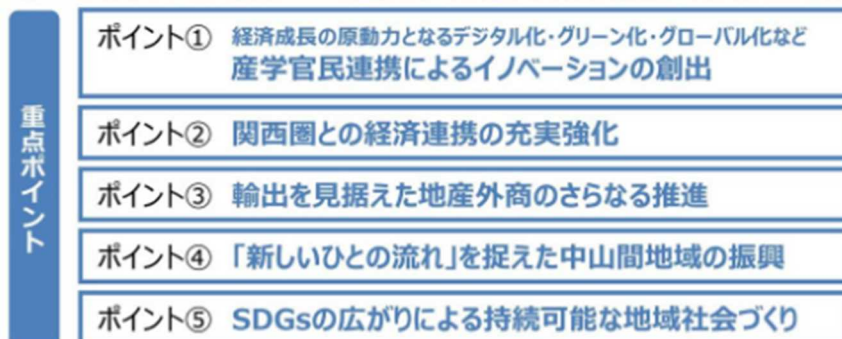 重点ポイント
ポイント① 経済成長の原動力となるデジタル化・グリーン化・グローバル化など
産学官民連携によるイノベーションの創出
ポイント② 関西圏との経済連携の充実強化
ポイント③ 輸出を見据えた地産外商のさらなる推進
ポイント④ 「新しいひとの流れ」を捉えた中山間地域の振興
ポイント⑤ SDGsの広がりによる持続可能な地域社会づくり